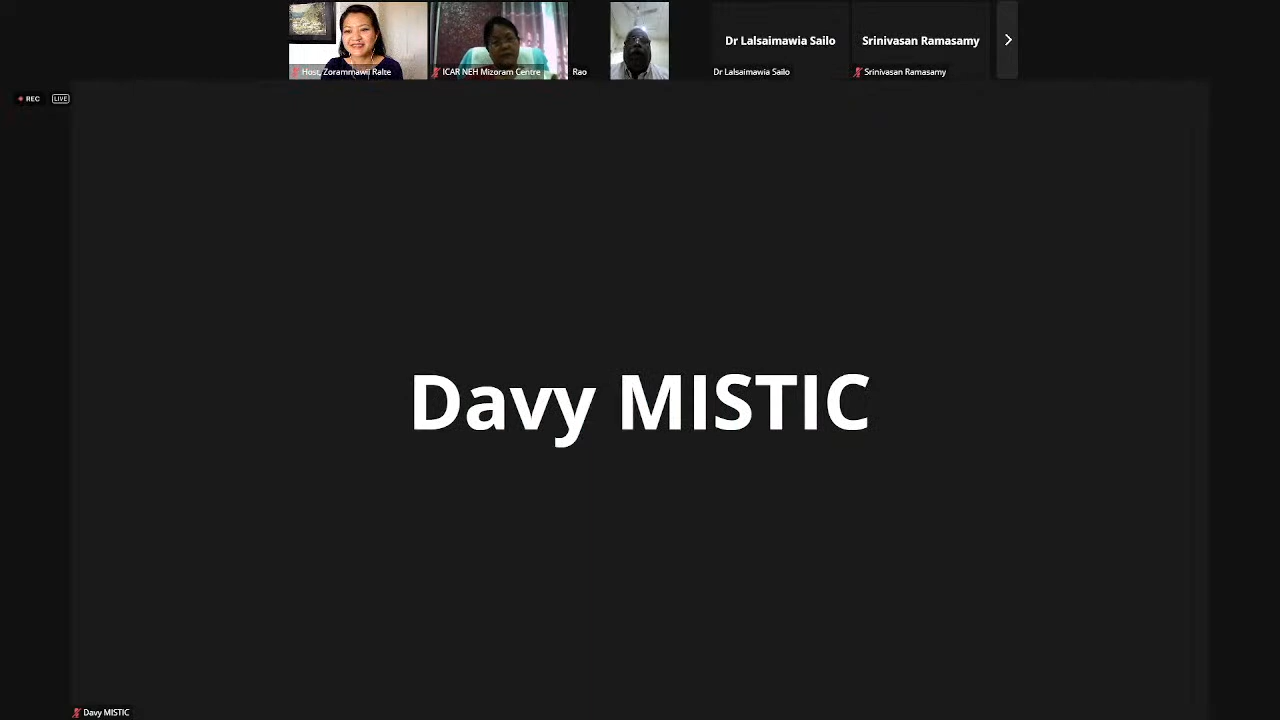 Dr Lalsaimawia Sailo
Srinivasan Ramasamy
Host, Zorammawii Ralte
ICAR NEH Mizoram Centre
Rao
Dr Lalsaimawia Sailo
Srinivasan Ramasamy
REC
LIVE
Davy MISTIC
Davy MISTIC